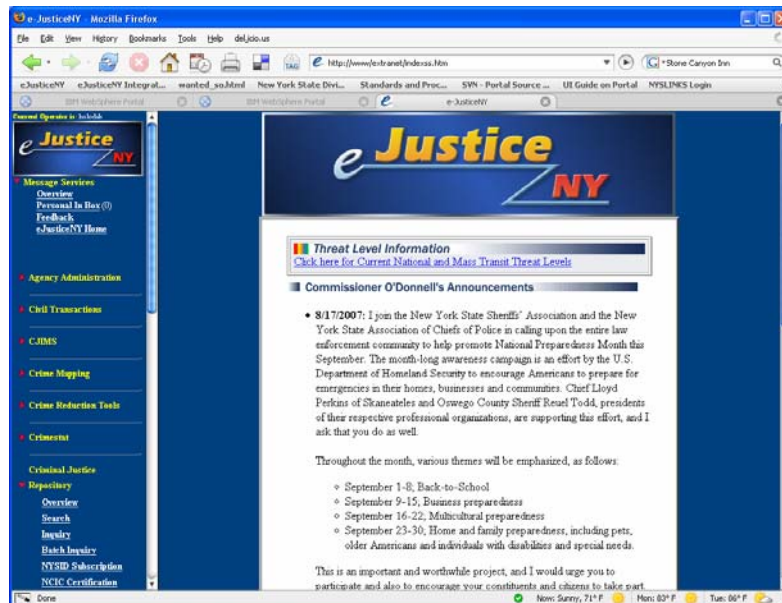 e-JusticeNY - Mozilla Firefox
File Edit View History Bookmarks Tools Help del.icio.us
TAG http://www/extranet/indexss.htm Stone Canyon Inn
eJusticeNY eJusticeNY Integrat... wanted_so.html New York State Divi... Standards and Proc... SVN - Portal Source ... UI Guide on Portal NYSLINKS Login
IBM WebSphere Portal IBM WebSphere Portal e-JusticeNY
Current Operator is
e Justice NY
Message Services
Overview
Personal In Box (0)
Feedback
eJusticeNY Home
Agency Administration
Civil Transactions
CJIMS
Crime Mapping
Crime Reduction Tools
Crimestat
Criminal Justice
Repository
Overview
Search
Inquiry
Batch Inquiry
NYSID Subscription
NCIC Certification
e Justice NY
Threat Level Information
Click here for Current National and Mass Transit Threat Levels
Commissioner O'Donnell's Announcements
• 8/17/2007: I join the New York State Sheriffs' Association and the New
York State Association of Chiefs of Police in calling upon the entire law
enforcement community to help promote National Preparedness Month this
September. The month-long awareness campaign is an effort by the U.S.
Department of Homeland Security to encourage Americans to prepare for
emergencies in their homes, businesses and communities. Chief Lloyd
Perkins of Skaneateles and Oswego County Sheriff Reuel Todd, presidents
of their respective professional organizations, are supporting this effort, and I
ask that you do as well.
Throughout the month, various themes will be emphasized, as follows:
September 1-8; Back-to-School
September 9-15; Business preparedness
September 16-22; Multicultural preparedness
September 23-30; Home and family preparedness, including pets,
older Americans and individuals with disabilities and special needs.
This is an important and worthwhile project, and I would urge you to
participate and also to encourage your constituents and citizens to take part.
Done Now: Sunny, 71° F Mon: 83° F Tue: 86° F